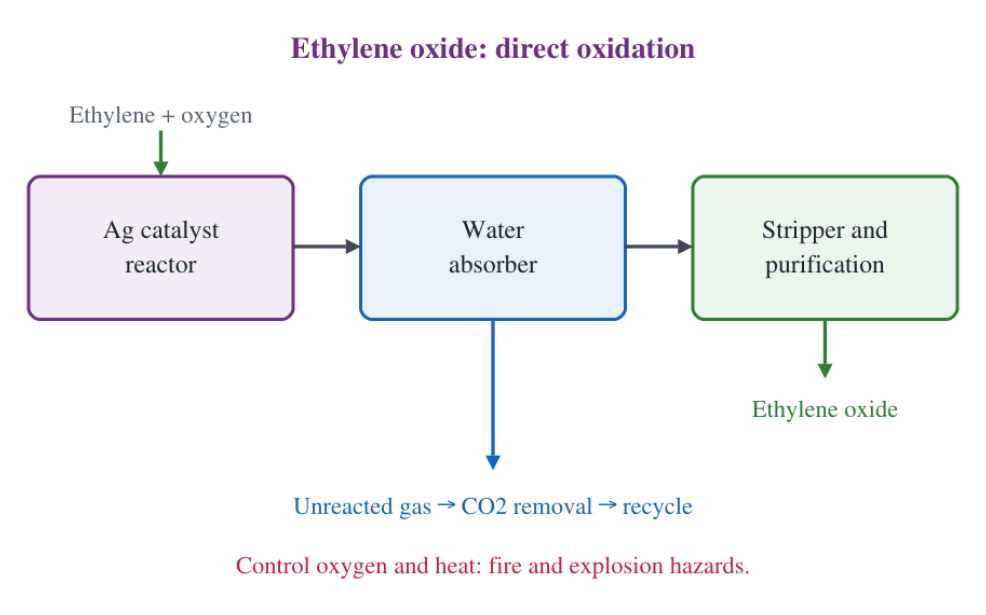 Ethylene oxide: direct oxidation
Ethylene + oxygen
Ag catalyst
reactor
Water
absorber
Stripper and
purification
Ethylene oxide
Unreacted gas → CO2 removal → recycle
Control oxygen and heat: fire and explosion hazards.